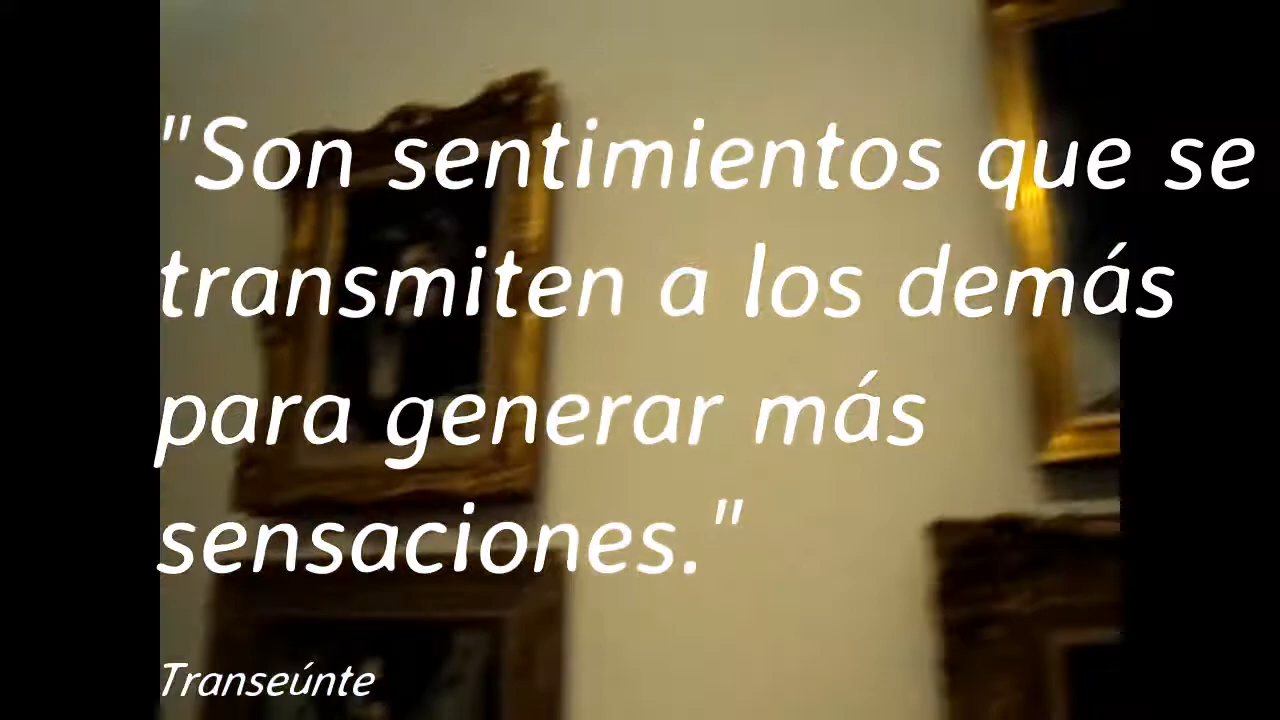 "Son sentimientos que se
transmiten a los demás
para generar más
sensaciones."
Transeúnte